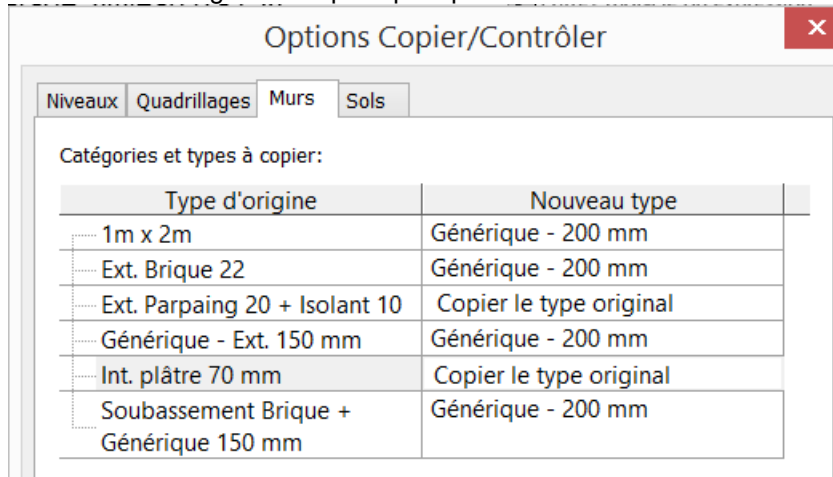 Options Copier/Contrôler
Niveaux Quadrillages Murs Sols
Catégories et types à copier:
Type d'origine Nouveau type
1m x 2m Générique - 200 mm
Ext. Brique 22 Générique - 200 mm
Ext. Parpaing 20 + Isolant 10 Copier le type original
Générique - Ext. 150 mm Générique - 200 mm
Int. plâtre 70 mm Copier le type original
Soubassement Brique + Générique - 200 mm
Générique 150 mm